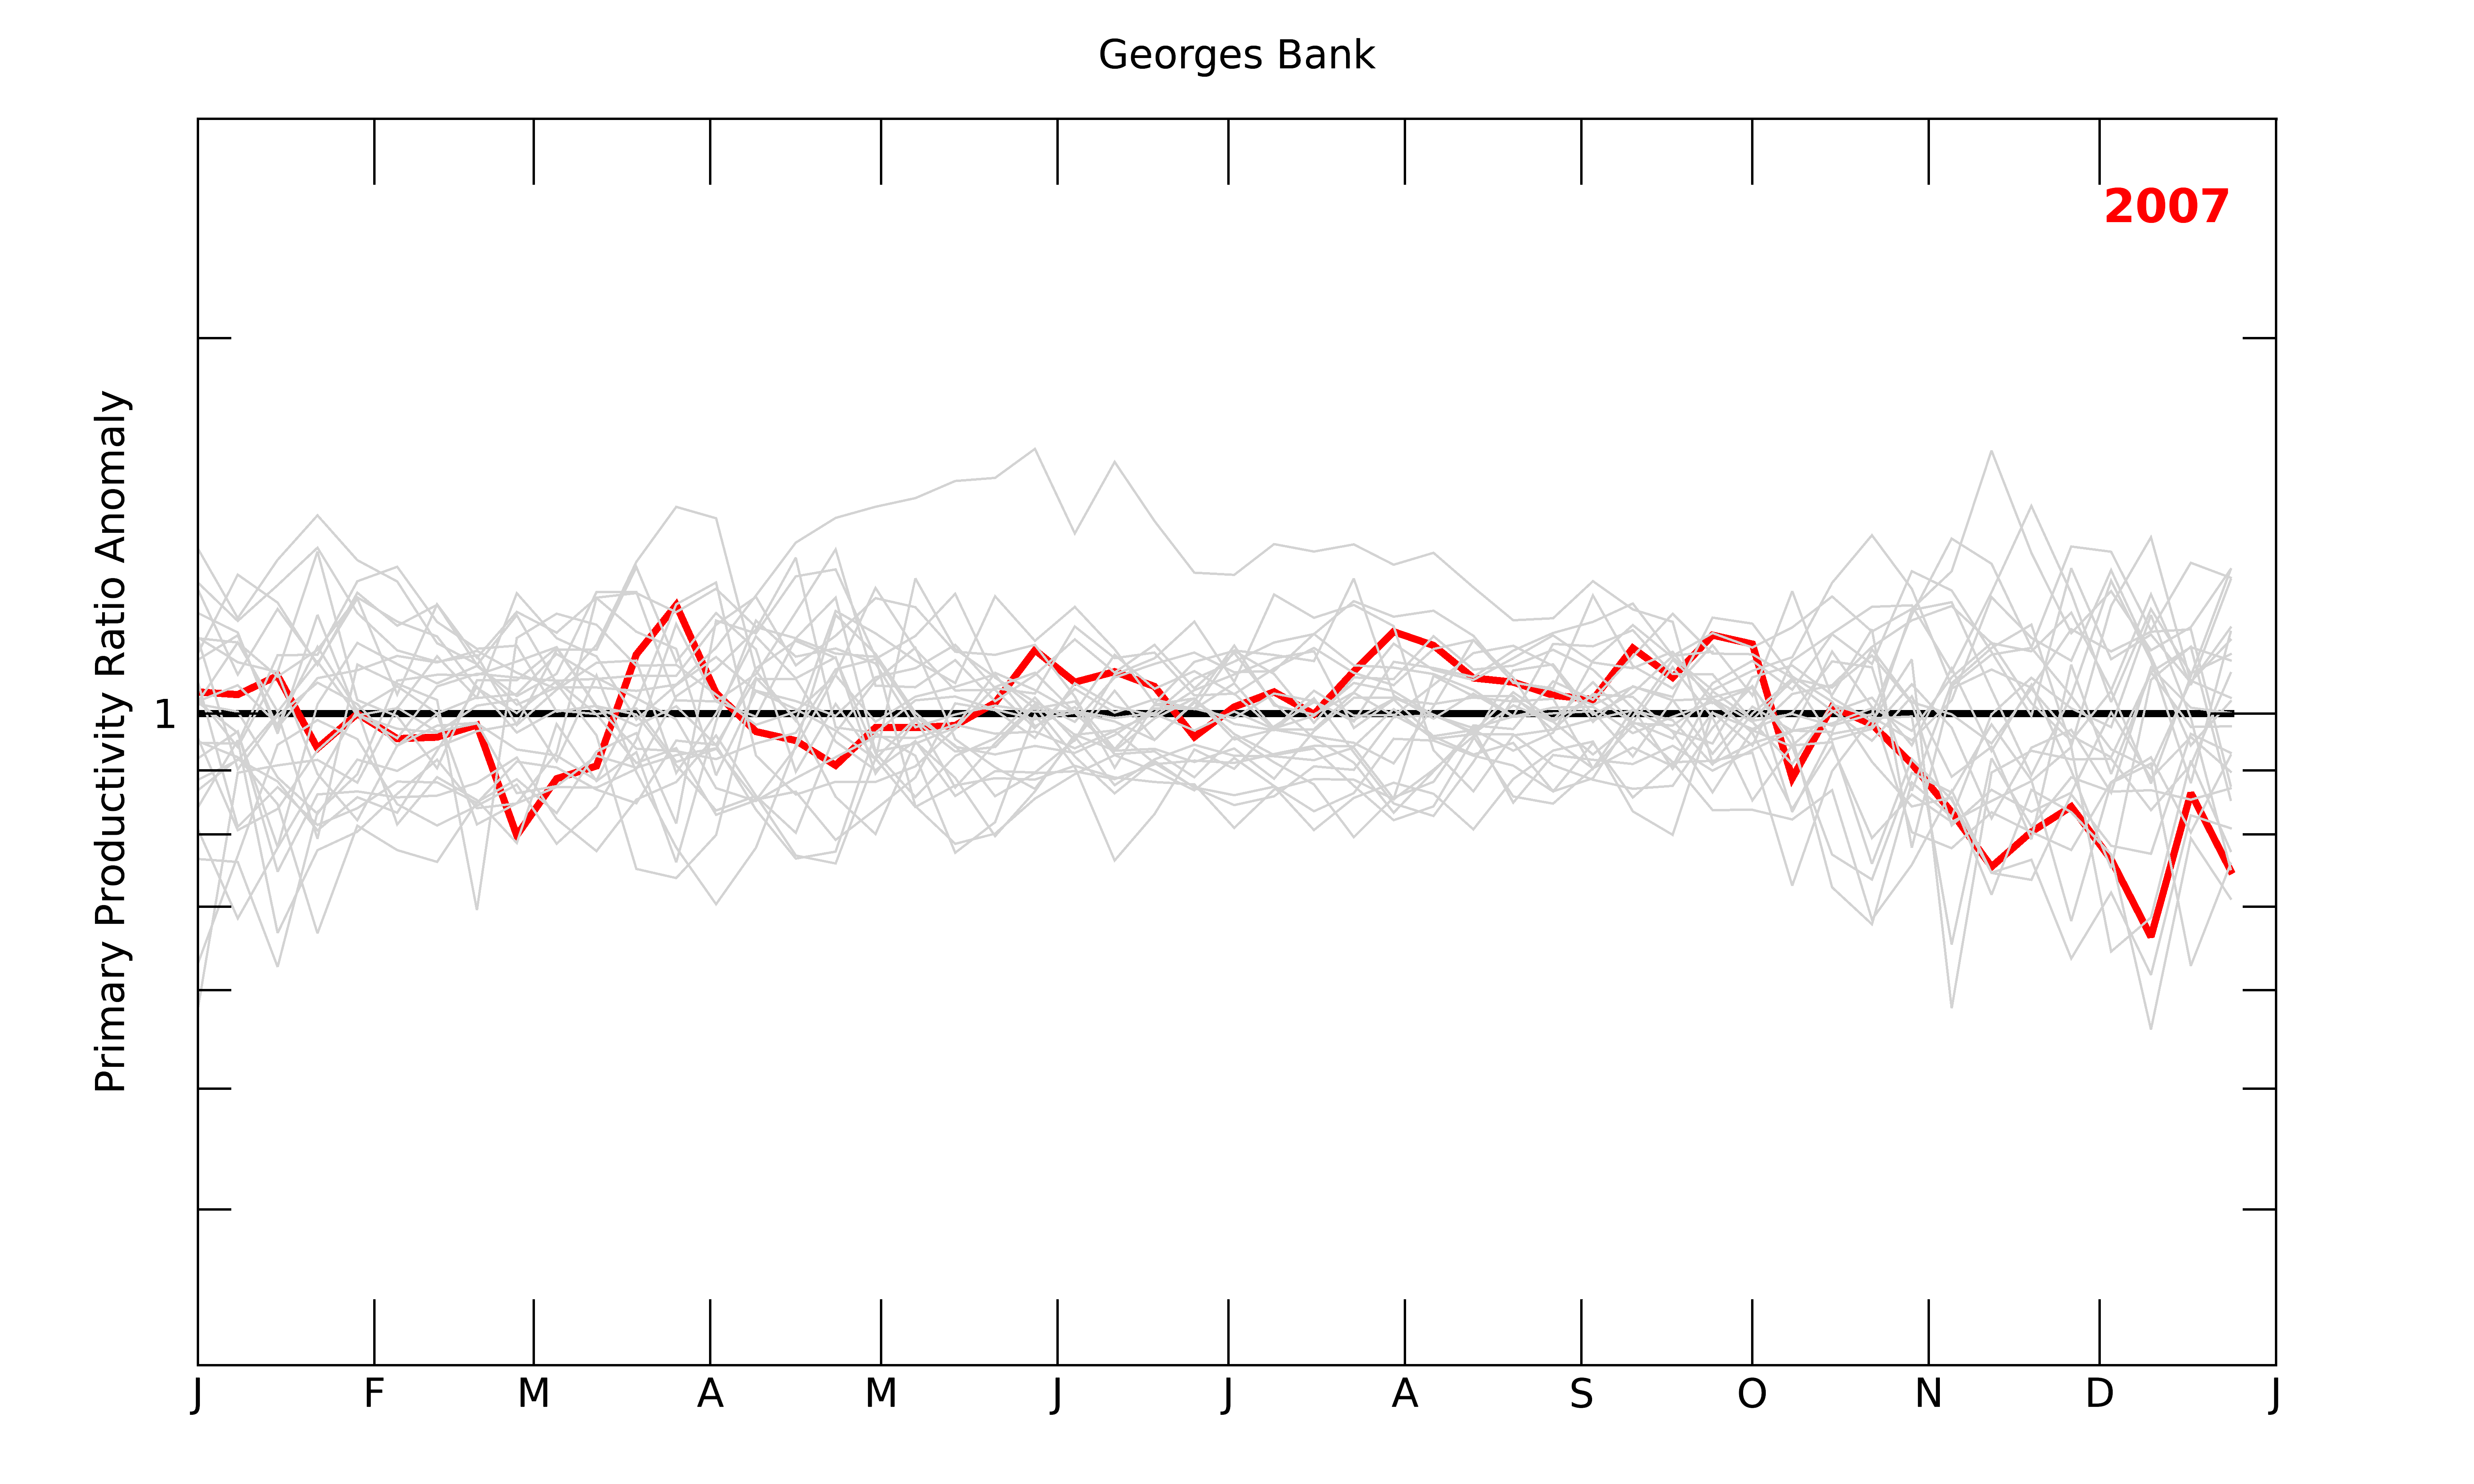 Georges Bank
2007
Primary Productivity Ratio Anomaly
1
J F M A M J J A S O N D J